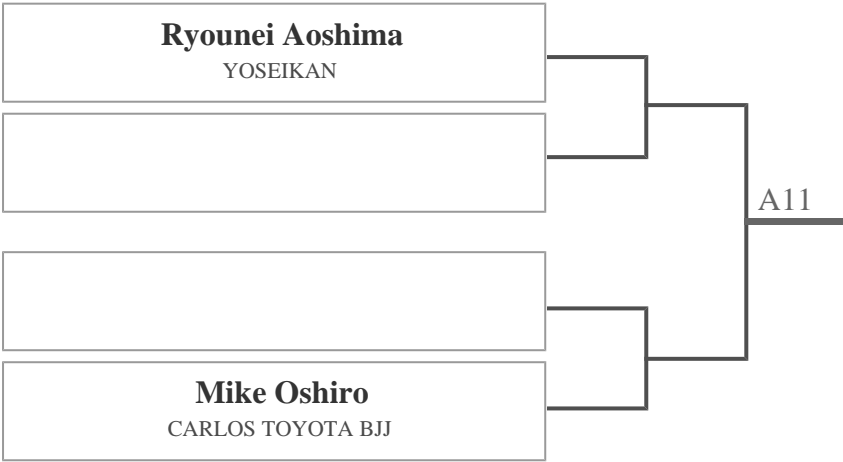 Ryounei Aoshima
YOSEIKAN
A11
Mike Oshiro
CARLOS TOYOTA BJJ